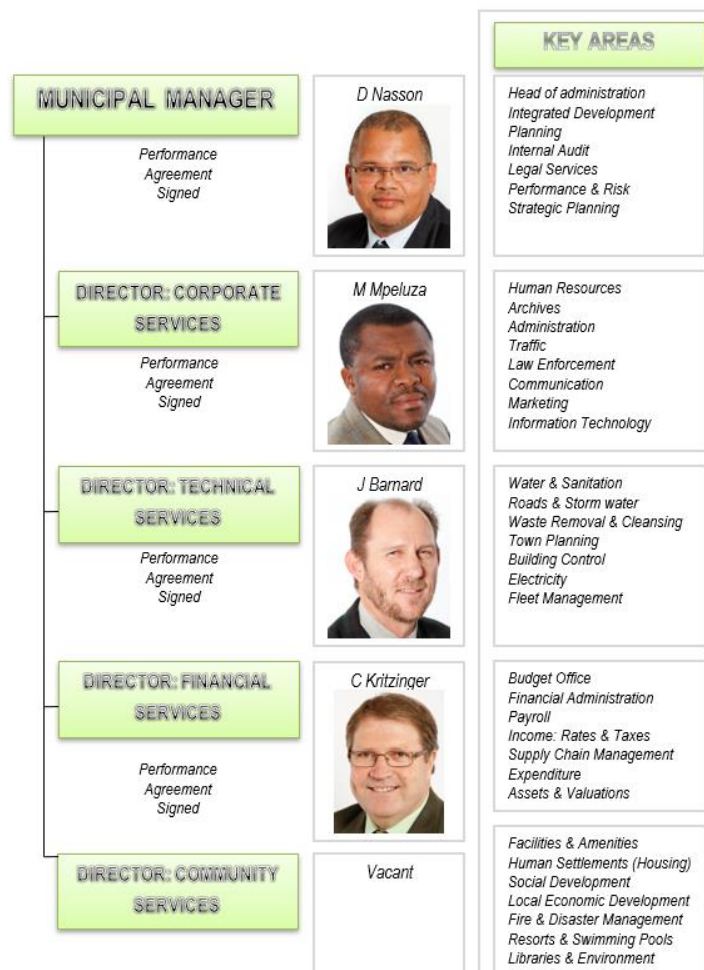 KEY AREAS
MUNICIPAL MANAGER
Performance
Agreement
Signed
D Nasson
Head of administration
Integrated Development
Planning
Internal Audit
Legal Services
Performance & Risk
Strategic Planning
DIRECTOR: CORPORATE
SERVICES
Performance
Agreement
Signed
M Mpeluza
Human Resources
Archives
Administration
Traffic
Law Enforcement
Communication
Marketing
Information Technology
DIRECTOR: TECHNICAL
SERVICES
Performance
Agreement
Signed
J Barnard
Water & Sanitation
Roads & Storm water
Waste Removal & Cleansing
Town Planning
Building Control
Electricity
Fleet Management
DIRECTOR: FINANCIAL
SERVICES
Performance
Agreement
Signed
C Kritzinger
Budget Office
Financial Administration
Payroll
Income: Rates & Taxes
Supply Chain Management
Expenditure
Assets & Valuations
DIRECTOR: COMMUNITY
SERVICES
Vacant
Facilities & Amenities
Human Settlements (Housing)
Social Development
Local Economic Development
Fire & Disaster Management
Resorts & Swimming Pools
Libraries & Environment